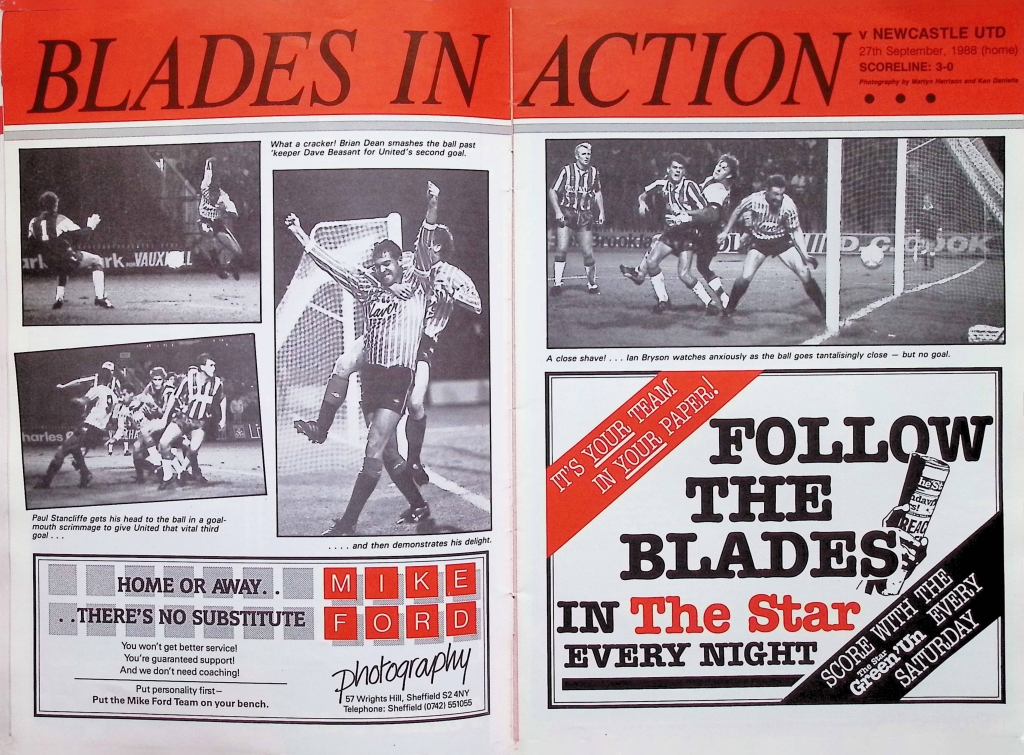 BLADES IN ACTION . . .
v NEWCASTLE UTD
27th September, 1988 (home)
SCORELINE: 3-0
Photography by Martyn Harrison and Ken Danvels
What a cracker! Brian Dean smashes the ball past
'keeper Dave Beasant for United's second goal.
VAUXHALL
Laver
harles
Paul Stancliffe gets his head to the ball in a goal-
mouth scrimmage to give United that vital third
goal . . .
. . . . and then demonstrates his delight.
HOME OR AWAY. .
. .THERE'S NO SUBSTITUTE
You won't get better service!
You're guaranteed support!
And we don't need coaching!
Put personality first–
Put the Mike Ford Team on your bench.
MIKE
FORD
photography
57 Wrights Hill, Sheffield S2 4NY
Telephone: Sheffield (0742) 551055
A close shave! . . . Ian Bryson watches anxiously as the ball goes tantalisingly close — but no goal.
IT'S YOUR TEAM
IN YOUR PAPER!
FOLLOW
THE
BLADES
IN The Star
EVERY NIGHT
SCORE WITH THE
The Star
Green'Un EVERY
SATURDAY